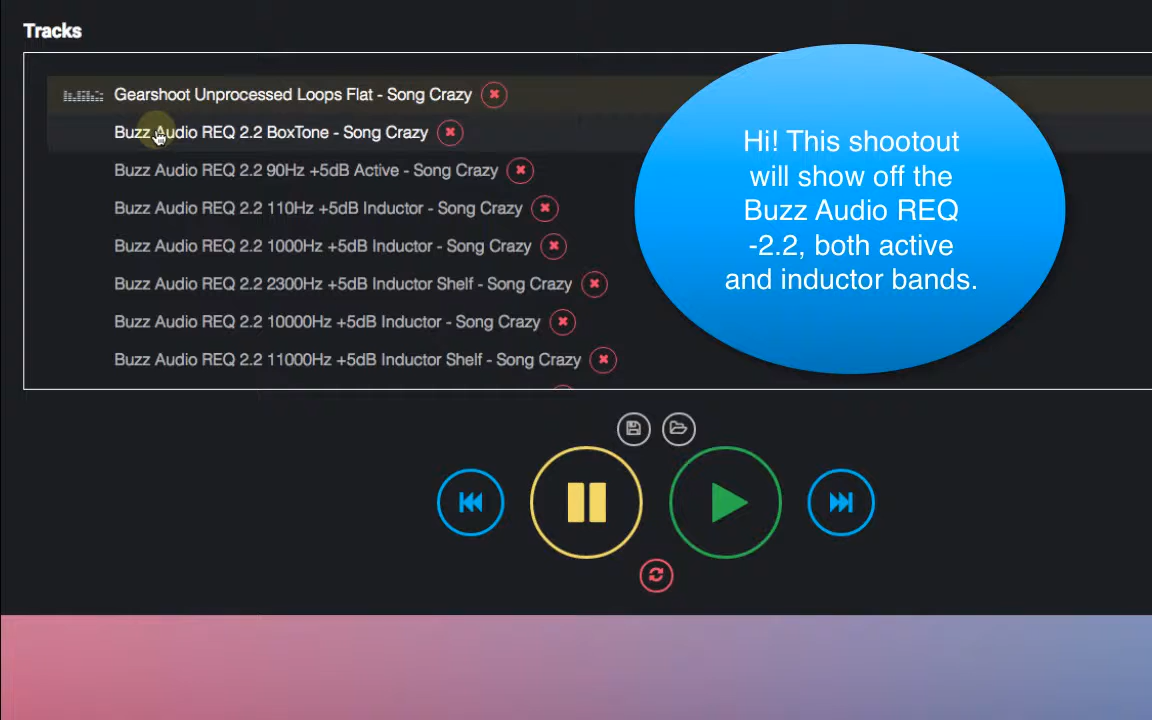 Tracks
Gearshoot Unprocessed Loops Flat - Song Crazy
Buzz Audio REQ 2.2 BoxTone - Song Crazy
Buzz Audio REQ 2.2 90Hz +5dB Active - Song Crazy
Buzz Audio REQ 2.2 110Hz +5dB Inductor - Song Crazy
Buzz Audio REQ 2.2 1000Hz +5dB Inductor - Song Crazy
Buzz Audio REQ 2.2 2300Hz +5dB Inductor Shelf - Song Crazy
Buzz Audio REQ 2.2 10000Hz +5dB Inductor - Song Crazy
Buzz Audio REQ 2.2 11000Hz +5dB Inductor Shelf - Song Crazy
Hi! This shootout
will show off the
Buzz Audio REQ
-2.2, both active
and inductor bands.